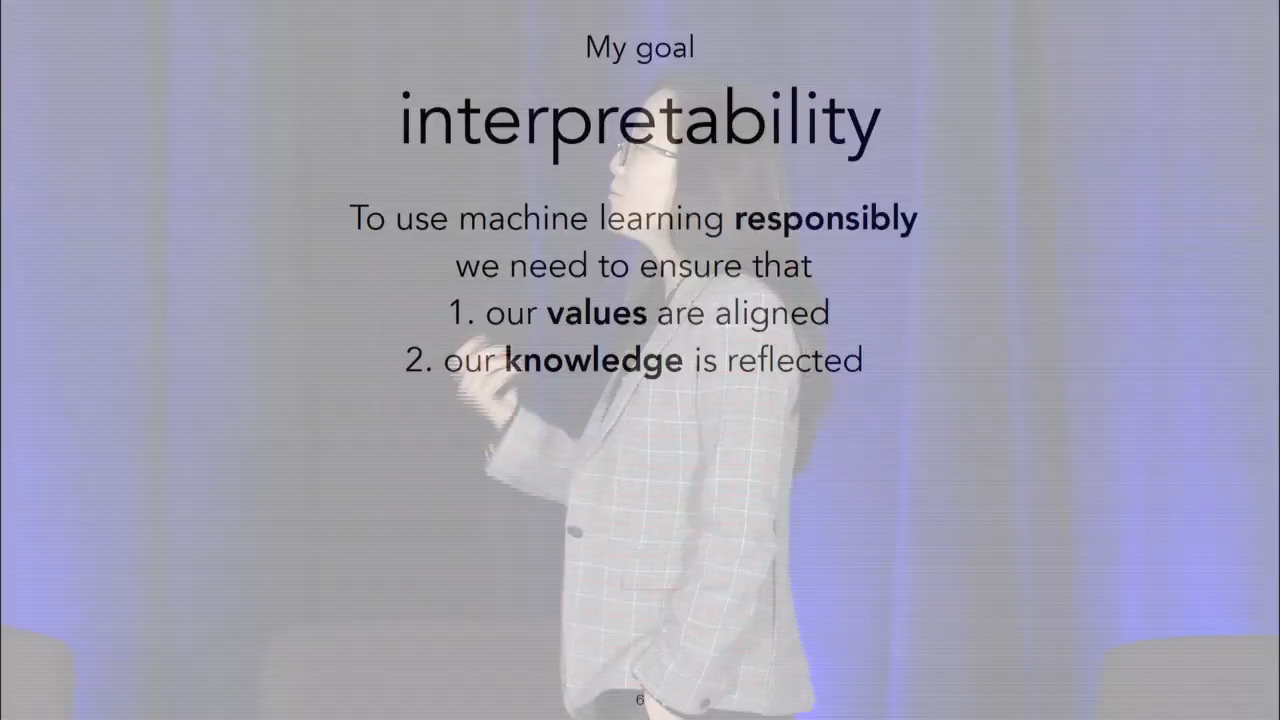 My goal
interpretability
To use machine learning responsibly
we need to ensure that
1. our values are aligned
2. our knowledge is reflected
6